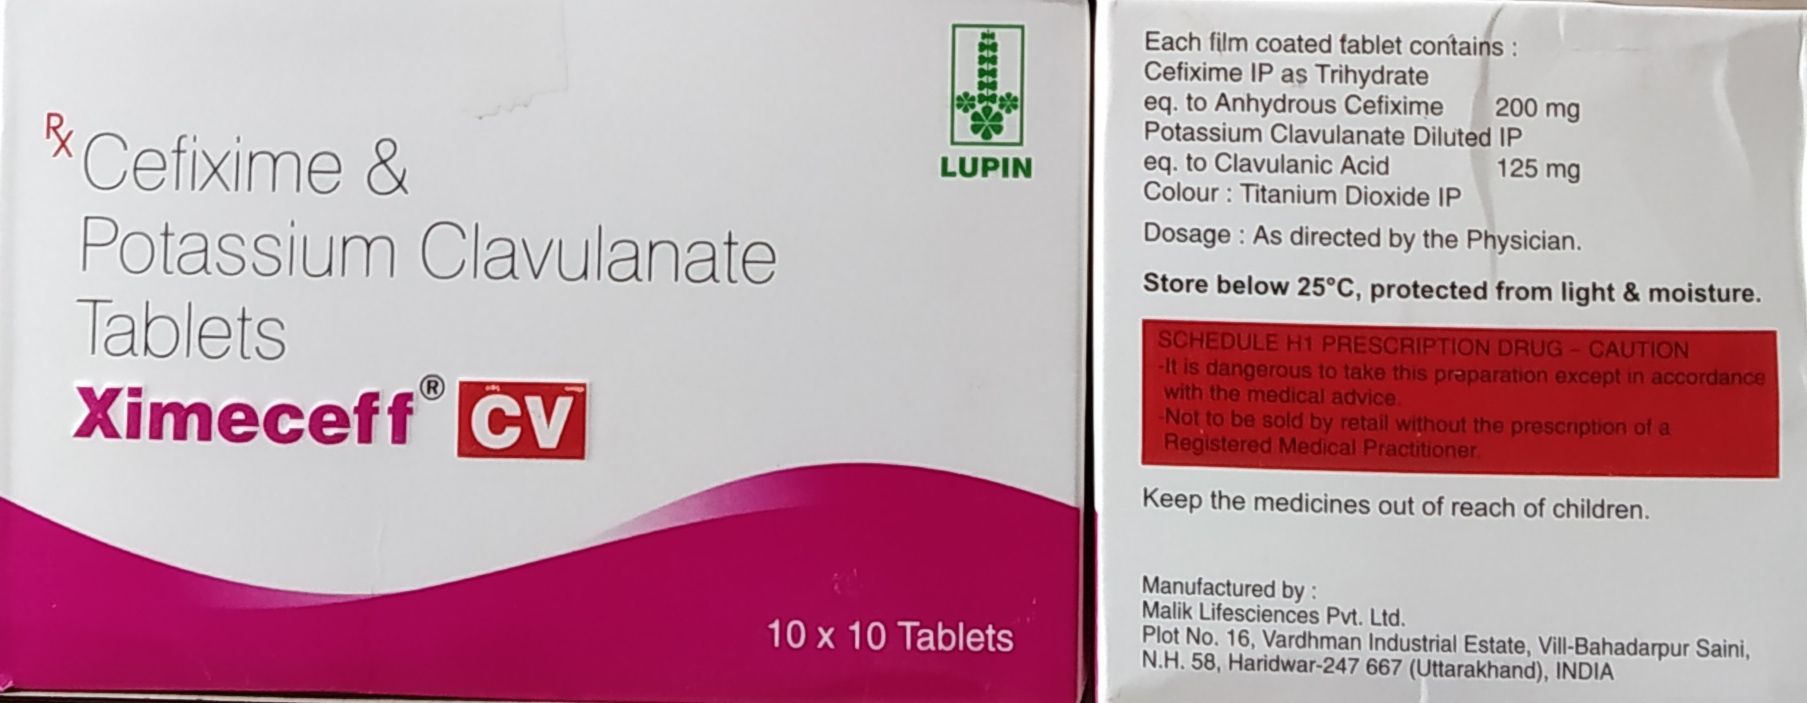 Rx Cefixime &
Potassium Clavulanate
Tablets
Ximeceff® CV
10 x 10 Tablets
LUPIN
Each film coated tablet contains :
Cefixime IP as Trihydrate
eq. to Anhydrous Cefixime 200 mg
Potassium Clavulanate Diluted IP
eq. to Clavulanic Acid 125 mg
Colour : Titanium Dioxide IP
Dosage : As directed by the Physician.
Store below 25°C, protected from light & moisture.
SCHEDULE H1 PRESCRIPTION DRUG – CAUTION
-It is dangerous to take this preparation except in accordance
with the medical advice.
-Not to be sold by retail without the prescription of a
Registered Medical Practitioner.
Keep the medicines out of reach of children.
Manufactured by :
Malik Lifesciences Pvt. Ltd.
Plot No. 16, Vardhman Industrial Estate, Vill-Bahadarpur Saini,
N.H. 58, Haridwar-247 667 (Uttarakhand), INDIA